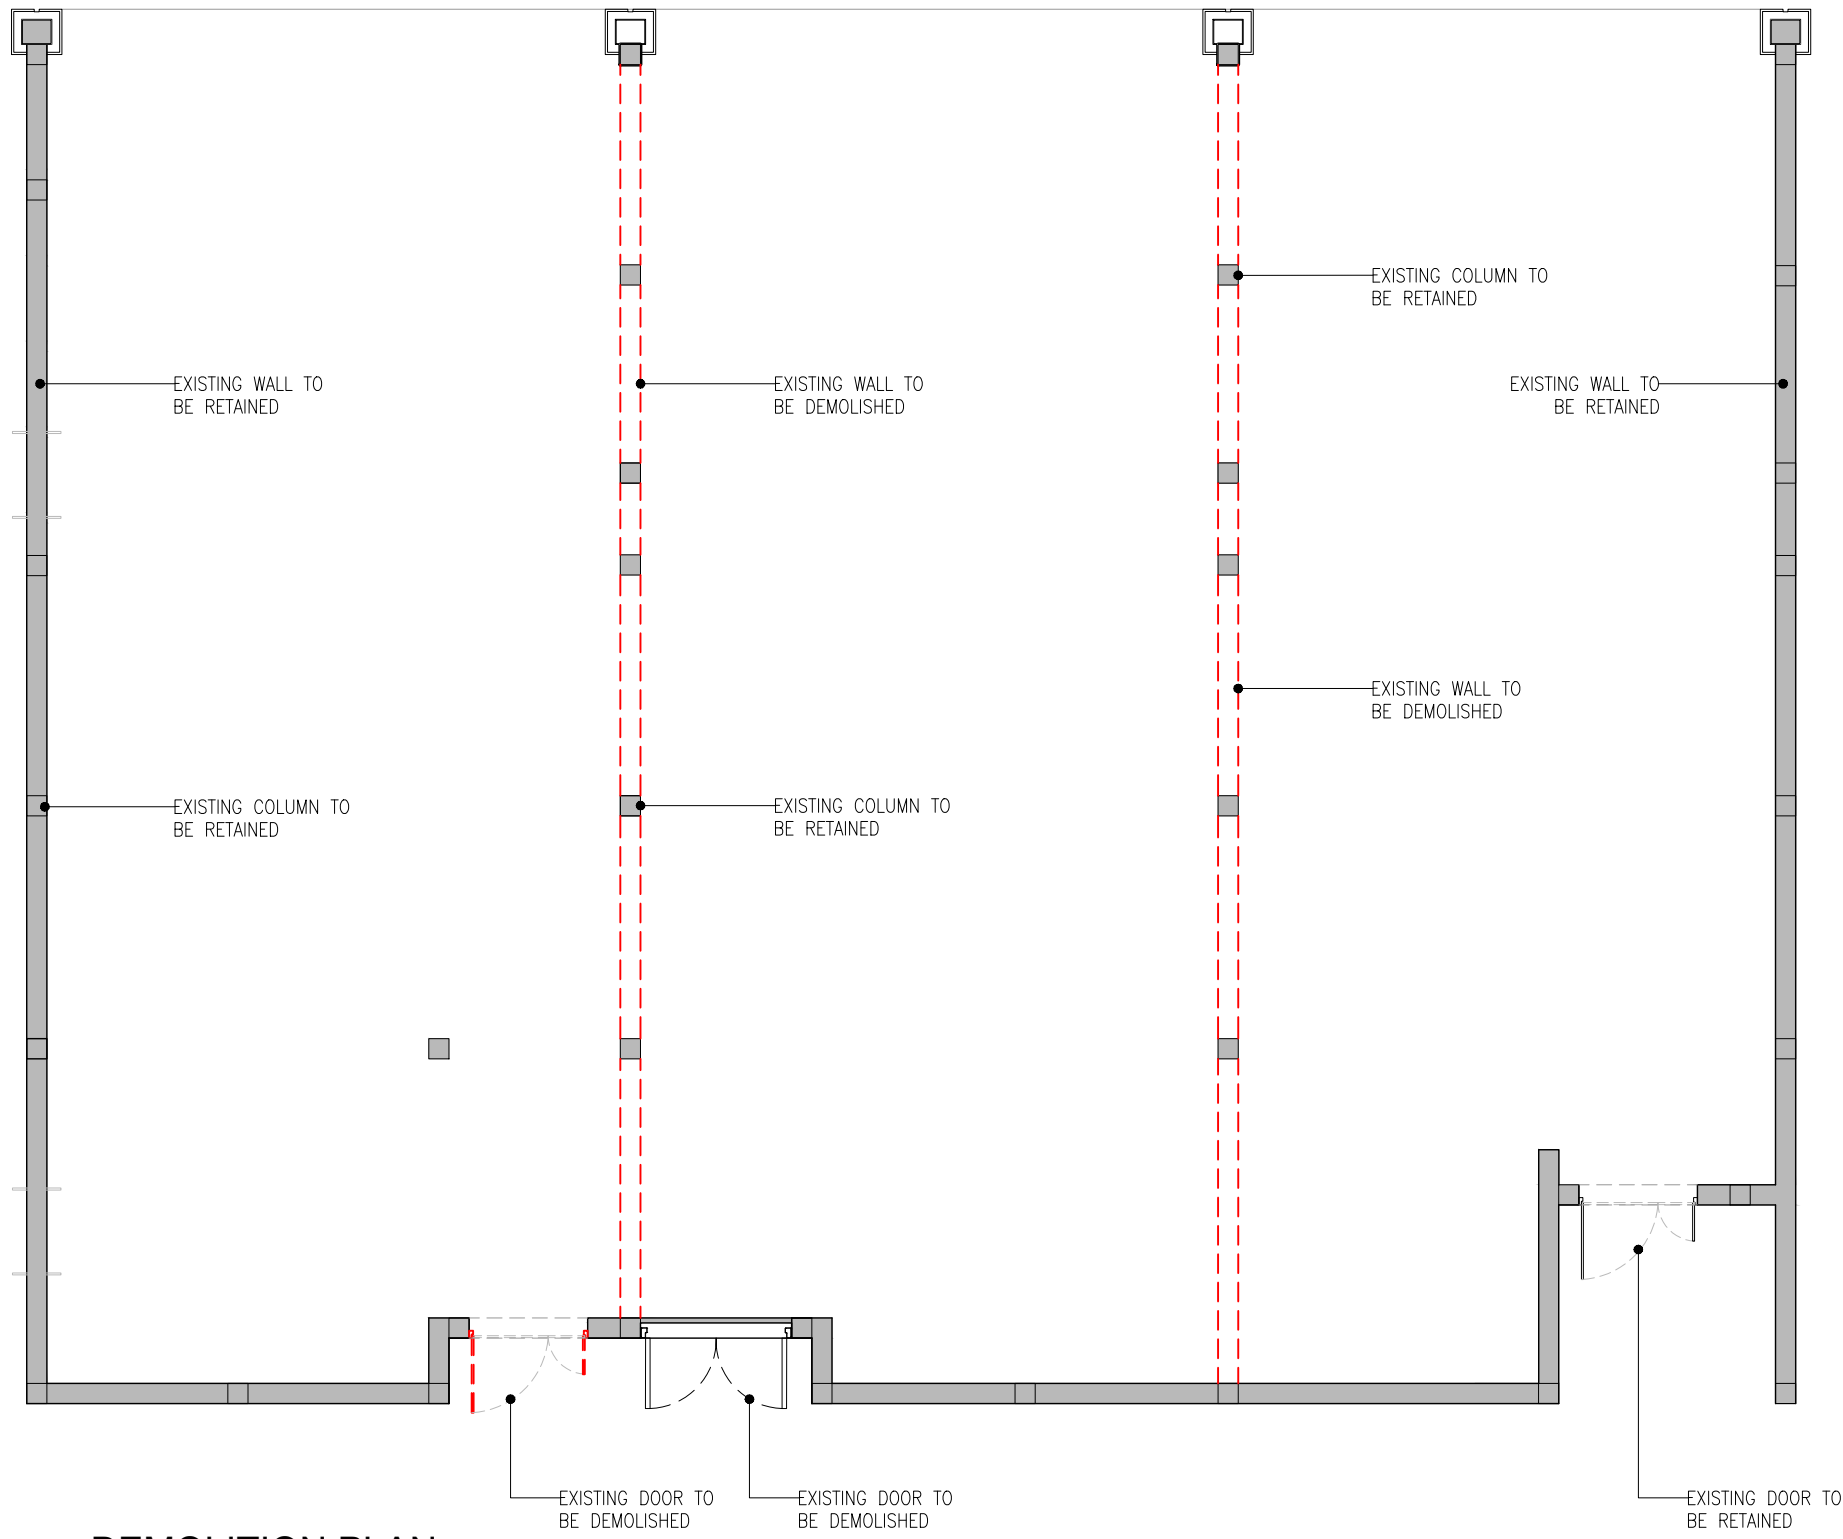 EXISTING COLUMN TO
BE RETAINED
EXISTING WALL TO
BE RETAINED
EXISTING WALL TO
BE DEMOLISHED
EXISTING WALL TO
BE RETAINED
EXISTING WALL TO
BE DEMOLISHED
EXISTING COLUMN TO
BE RETAINED
EXISTING COLUMN TO
BE RETAINED
EXISTING DOOR TO
BE DEMOLISHED
EXISTING DOOR TO
BE DEMOLISHED
EXISTING DOOR TO
BE RETAINED
DEMOLITION PLAN